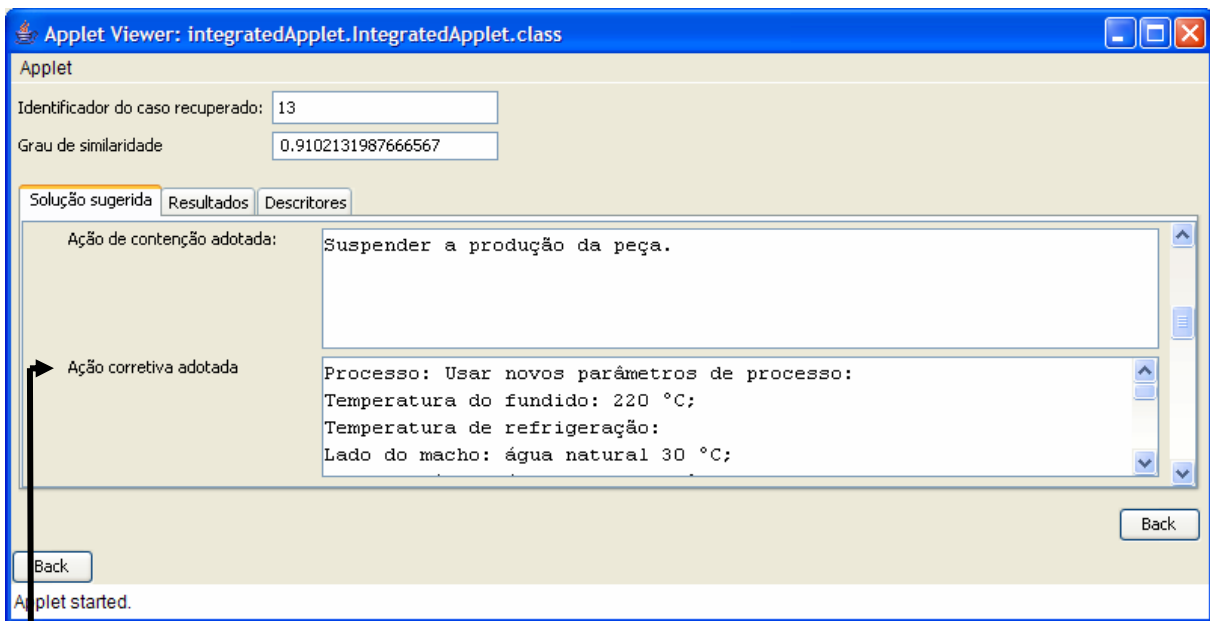 Applet Viewer: integratedApplet.IntegratedApplet.class
Applet
Identificador do caso recuperado: 13
Grau de similaridade 0.9102131987666567
Solução sugerida Resultados Descritores
Ação de contenção adotada: Suspender a produção da peça.
Ação corretiva adotada Processo: Usar novos parâmetros de processo:
Temperatura do fundido: 220 °C;
Temperatura de refrigeração:
Lado do macho: água natural 30 °C;
Back
Back
Applet started.